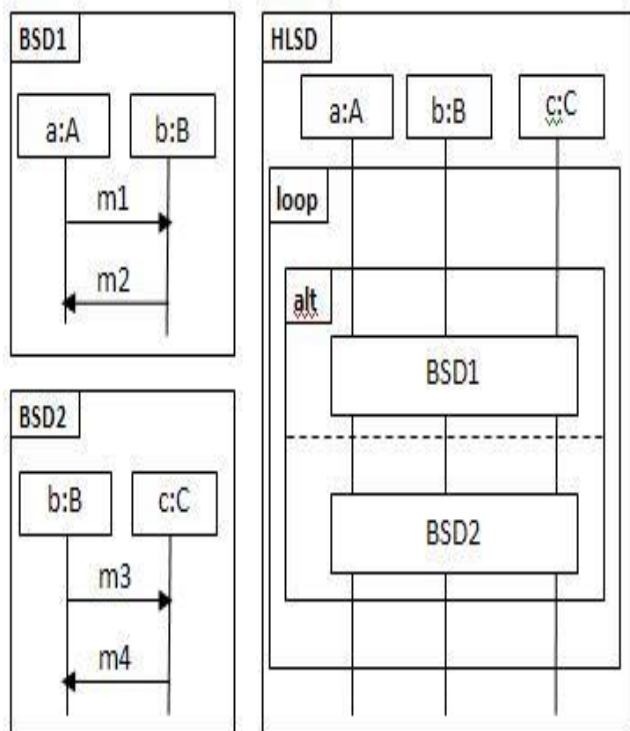 BSD1
a:A b:B
m1
m2
BSD2
b:B c:C
m3
m4
HLSD
a:A b:B c:C
loop
alt
BSD1
BSD2